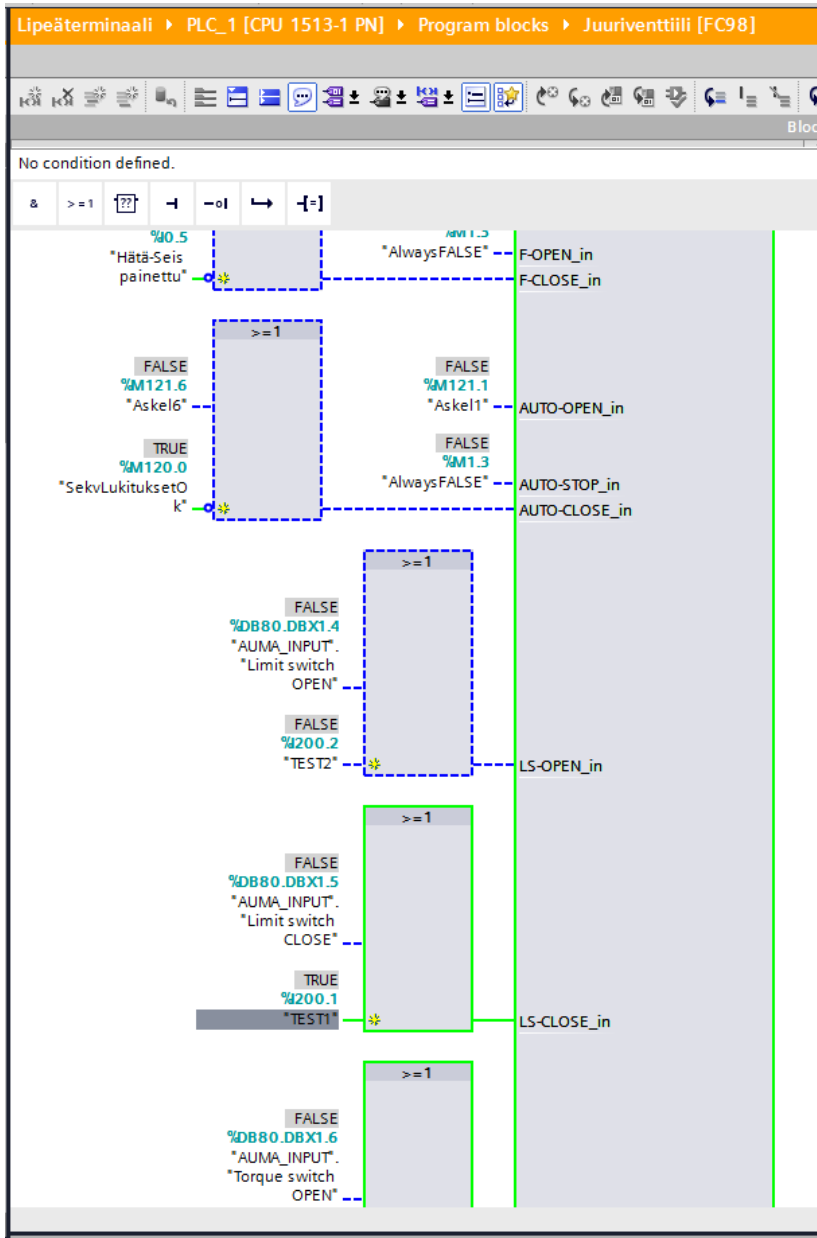 Lipeäterminaali ▸ PLC_1 [CPU 1513-1 PN] ▸ Program blocks ▸ Juuriventtiili [FC98]
No condition defined.
& >=1 ??
%I0.5
"Hätä-Seis
painettu"
"AlwaysFALSE"
F-OPEN_in
F-CLOSE_in
>=1
FALSE
%M121.6
"Askel6"
TRUE
%M120.0
"SekvLukituksetO
k"
FALSE
%M121.1
"Askel1"
AUTO-OPEN_in
FALSE
%M1.3
"AlwaysFALSE"
AUTO-STOP_in
AUTO-CLOSE_in
>=1
FALSE
%DB80.DBX1.4
"AUMA_INPUT".
"Limit switch
OPEN"
FALSE
%I200.2
"TEST2"
LS-OPEN_in
>=1
FALSE
%DB80.DBX1.5
"AUMA_INPUT".
"Limit switch
CLOSE"
TRUE
%I200.1
"TEST1"
LS-CLOSE_in
>=1
FALSE
%DB80.DBX1.6
"AUMA_INPUT".
"Torque switch
OPEN"